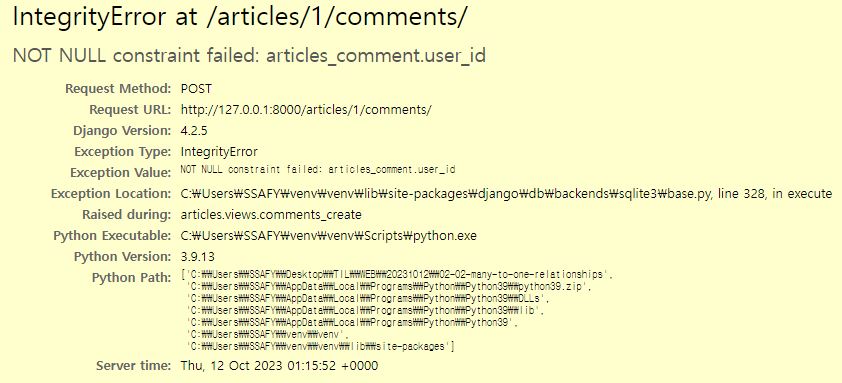 IntegrityError at /articles/1/comments/
NOT NULL constraint failed: articles_comment.user_id
Request Method: POST
Request URL: http://127.0.0.1:8000/articles/1/comments/
Django Version: 4.2.5
Exception Type: IntegrityError
Exception Value: NOT NULL constraint failed: articles_comment.user_id
Exception Location: C:₩Users₩SSAFY₩venv₩venv₩lib₩site-packages₩django₩db₩backends₩sqlite3₩base.py, line 328, in execute
Raised during: articles.views.comments_create
Python Executable: C:₩Users₩SSAFY₩venv₩venv₩Scripts₩python.exe
Python Version: 3.9.13
Python Path: ['C:₩₩Users₩₩SSAFY₩₩Desktop₩₩TIL₩₩WEB₩₩20231012₩₩02-02-many-to-one-relationships',
'C:₩₩Users₩₩SSAFY₩₩AppData₩₩Local₩₩Programs₩₩Python₩₩Python39₩₩python39.zip',
'C:₩₩Users₩₩SSAFY₩₩AppData₩₩Local₩₩Programs₩₩Python₩₩Python39₩₩DLLs',
'C:₩₩Users₩₩SSAFY₩₩AppData₩₩Local₩₩Programs₩₩Python₩₩Python39₩₩lib',
'C:₩₩Users₩₩SSAFY₩₩AppData₩₩Local₩₩Programs₩₩Python₩₩Python39',
'C:₩₩Users₩₩SSAFY₩₩venv₩₩venv',
'C:₩₩Users₩₩SSAFY₩₩venv₩₩venv₩₩lib₩₩site-packages']
Server time: Thu, 12 Oct 2023 01:15:52 +0000